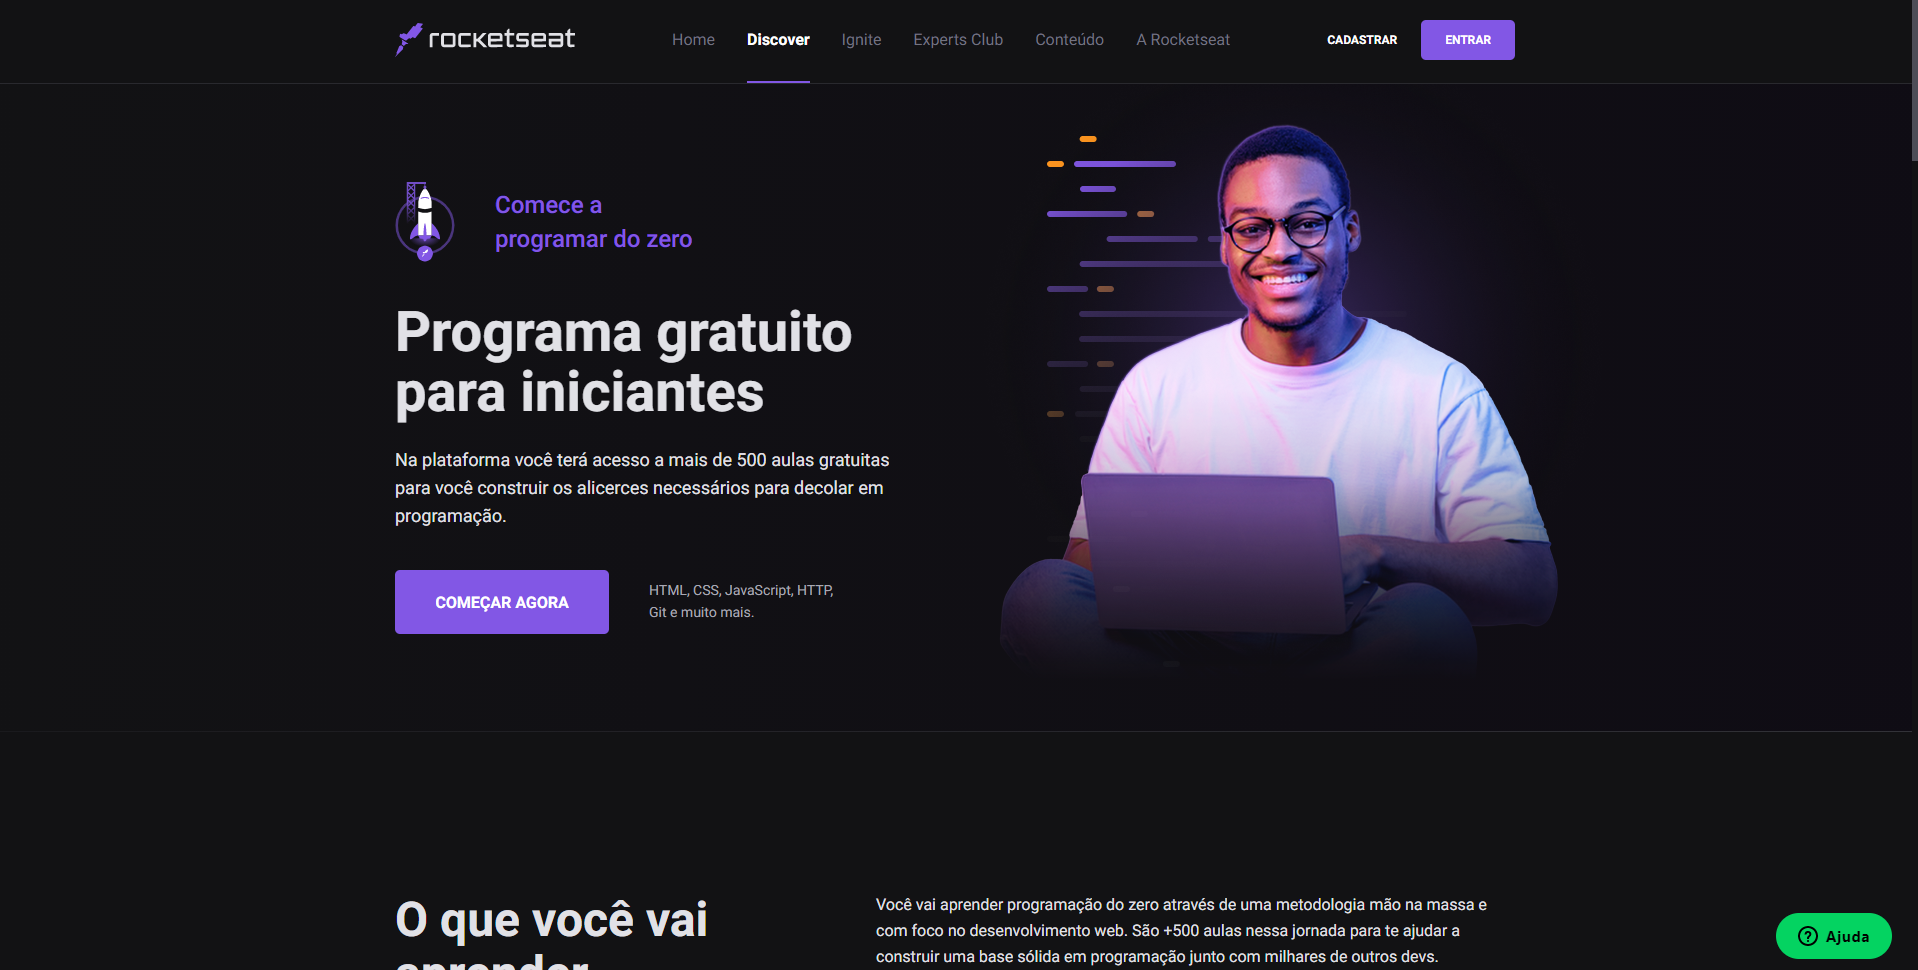 rocketseat
Home Discover Ignite Experts Club Conteúdo A Rocketseat CADASTRAR ENTRAR
Comece a
programar do zero
Programa gratuito
para iniciantes
Na plataforma você terá acesso a mais de 500 aulas gratuitas
para você construir os alicerces necessários para decolar em
programação.
COMEÇAR AGORA
HTML, CSS, JavaScript, HTTP,
Git e muito mais.
O que você vai
aprender
Você vai aprender programação do zero através de uma metodologia mão na massa e
com foco no desenvolvimento web. São +500 aulas nessa jornada para te ajudar a
construir uma base sólida em programação junto com milhares de outros devs.
Ajuda